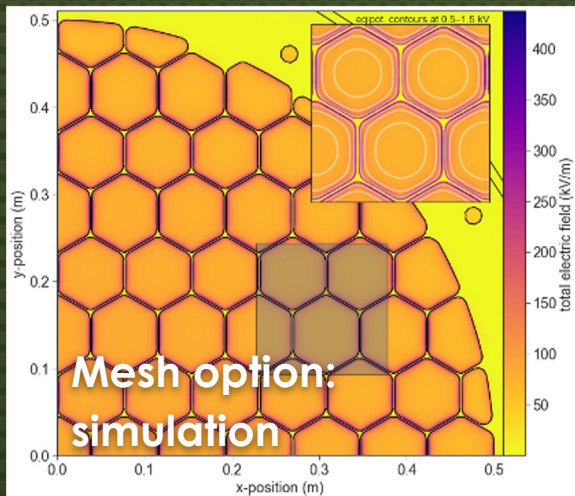 eqipot. contours at 0.5–1.5 kV
0.5
0.4
0.3
0.2
0.1
0.0
y-position (m)
0.0 0.1 0.2 0.3 0.4 0.5
x-position (m)
400
350
300
250
200
150
100
50
total electric field (kV/m)
Mesh option:
simulation